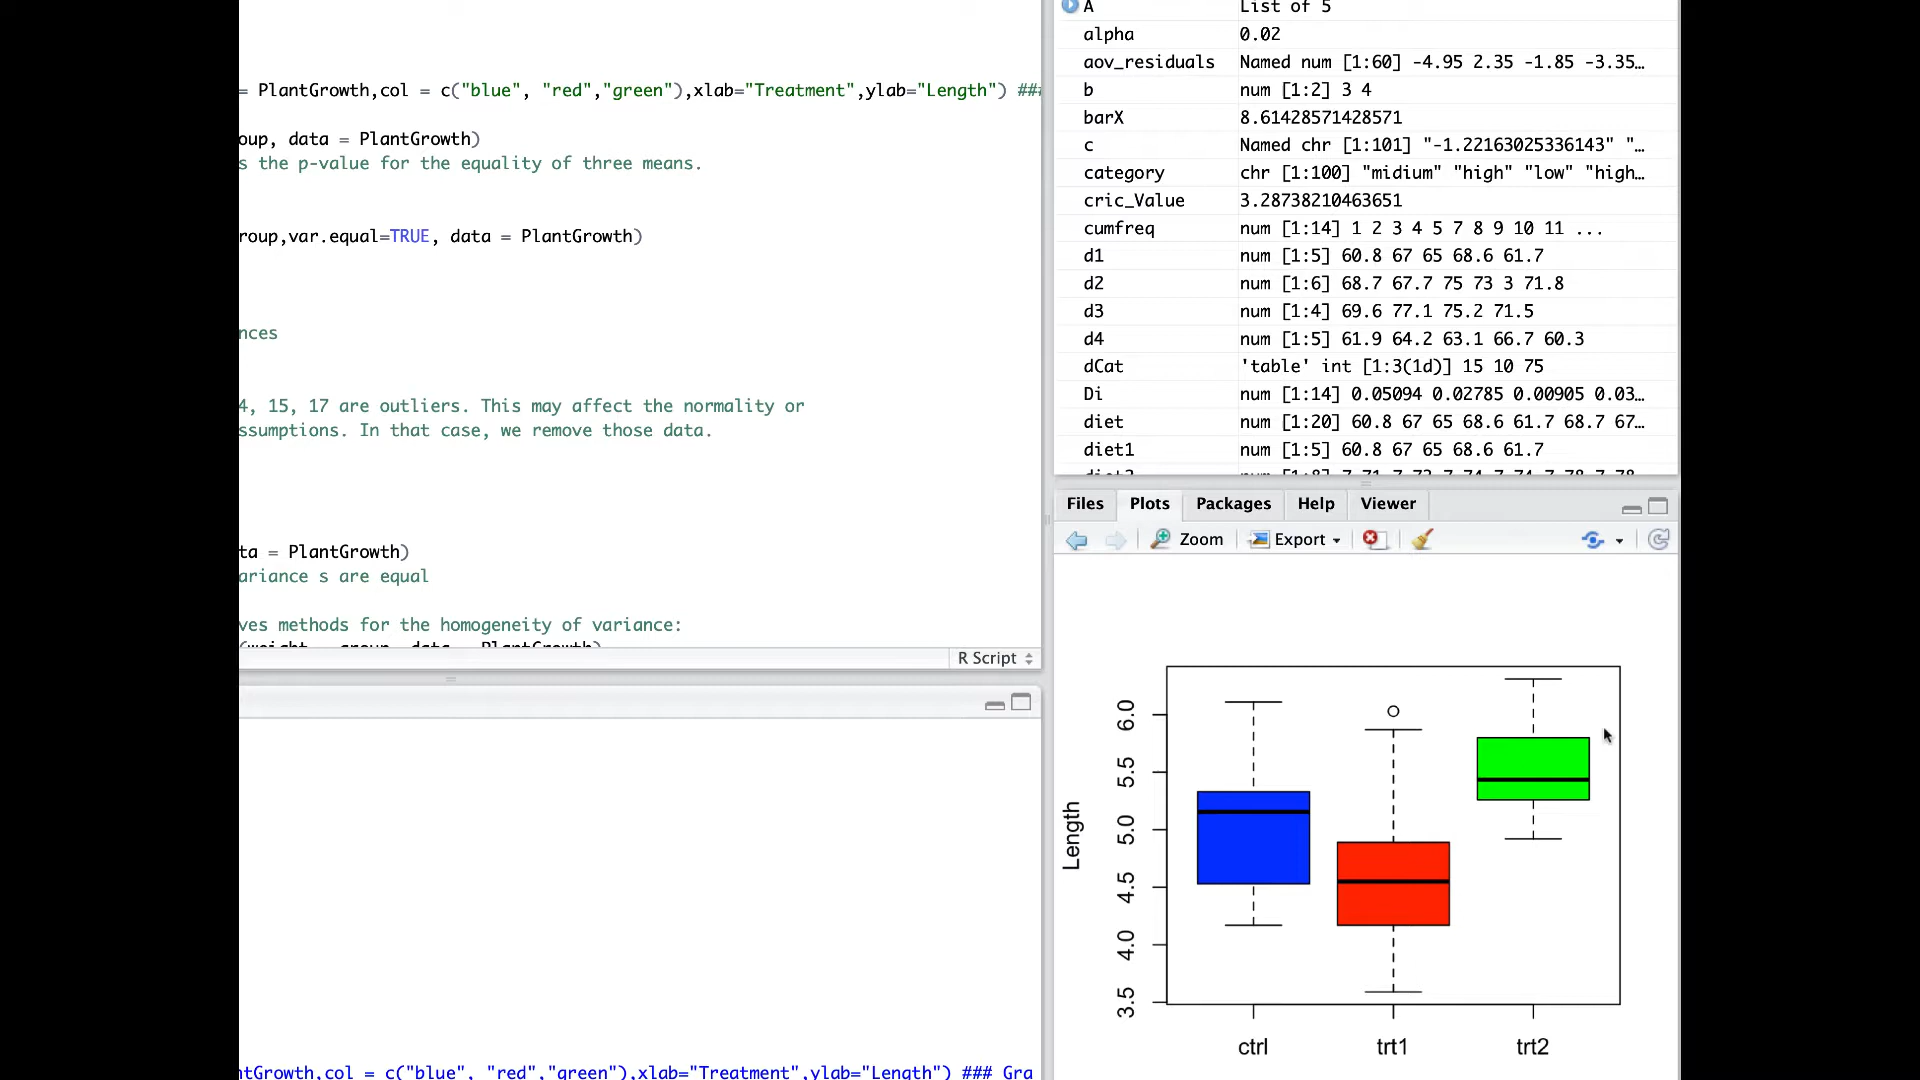 = PlantGrowth,col = c("blue", "red","green"),xlab="Treatment",ylab="Length") ###
oup, data = PlantGrowth)
s the p-value for the equality of three means.
roup,var.equal=TRUE, data = PlantGrowth)
nces
4, 15, 17 are outliers. This may affect the normality or
ssumptions. In that case, we remove those data.
ta = PlantGrowth)
ariance s are equal
ves methods for the homogeneity of variance:
R Script
tGrowth,col = c("blue", "red","green"),xlab="Treatment",ylab="Length") ### Gra
A List of 5
alpha 0.02
aov_residuals Named num [1:60] -4.95 2.35 -1.85 -3.35…
b num [1:2] 3 4
barX 8.61428571428571
c Named chr [1:101] "-1.22163025336143" "…
category chr [1:100] "midium" "high" "low" "high…
cric_Value 3.28738210463651
cumfreq num [1:14] 1 2 3 4 5 7 8 9 10 11 ...
d1 num [1:5] 60.8 67 65 68.6 61.7
d2 num [1:6] 68.7 67.7 75 73 3 71.8
d3 num [1:4] 69.6 77.1 75.2 71.5
d4 num [1:5] 61.9 64.2 63.1 66.7 60.3
dCat 'table' int [1:3(1d)] 15 10 75
Di num [1:14] 0.05094 0.02785 0.00905 0.03…
diet num [1:20] 60.8 67 65 68.6 61.7 68.7 67…
diet1 num [1:5] 60.8 67 65 68.6 61.7
Files Plots Packages Help Viewer
Zoom Export
6.0
5.5
5.0
4.5
4.0
3.5
Length
ctrl trt1 trt2